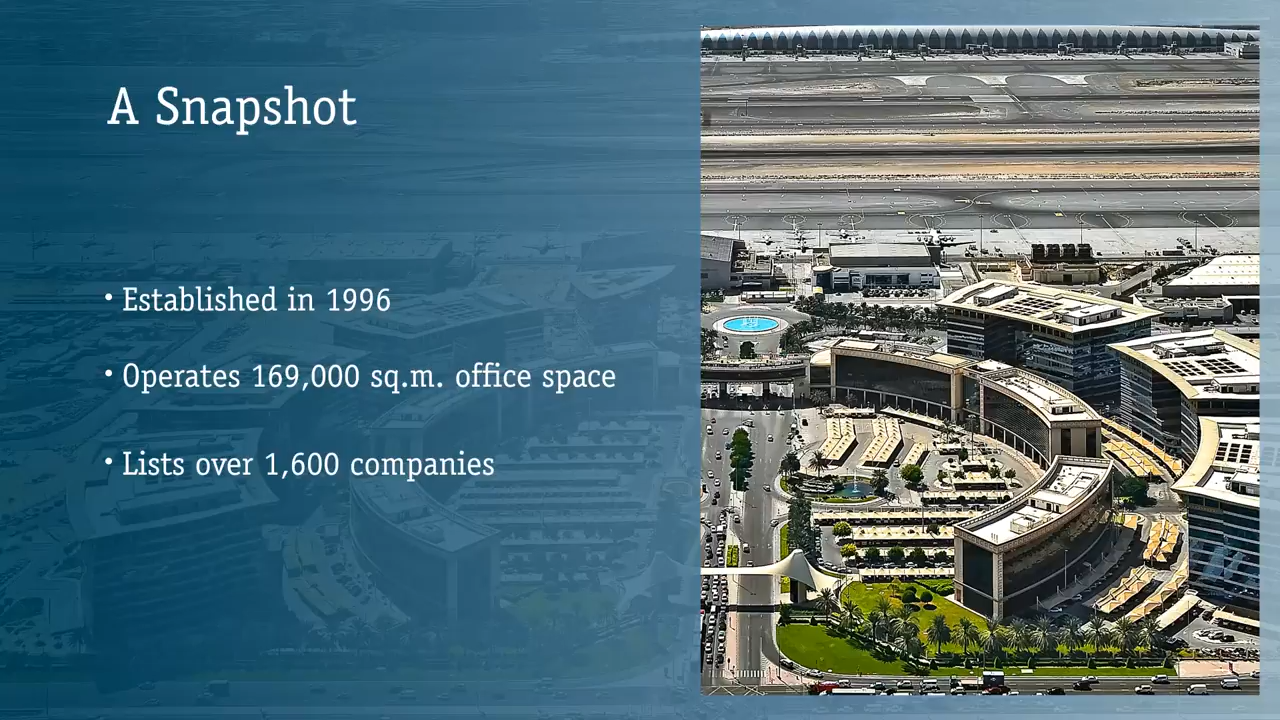 A Snapshot
• Established in 1996
• Operates 169,000 sq.m. office space
• Lists over 1,600 companies